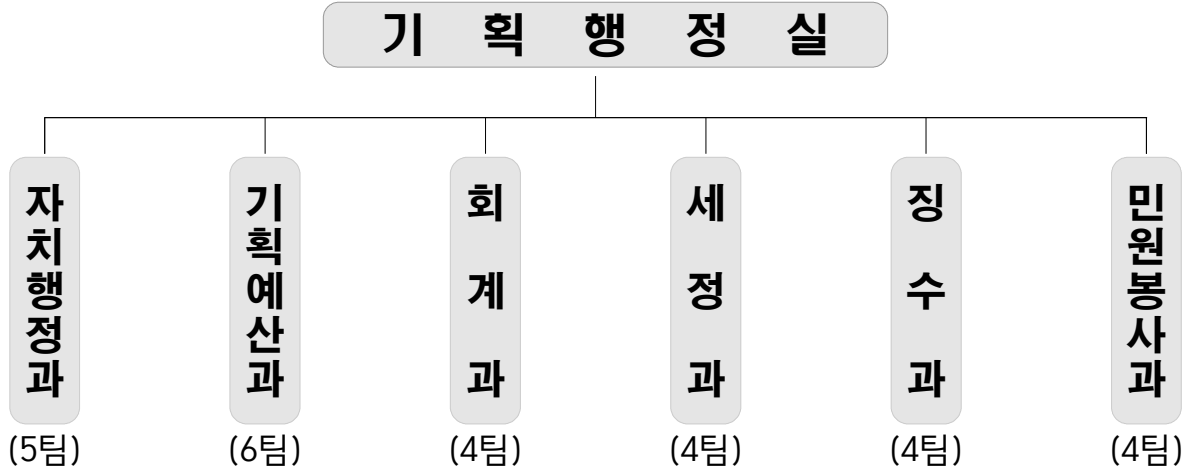 기 획 행 정 실
자치행정과
(5팀)
기획예산과
(6팀)
회 계 과
(4팀)
세 정 과
(4팀)
징 수 과
(4팀)
민원봉사과
(4팀)